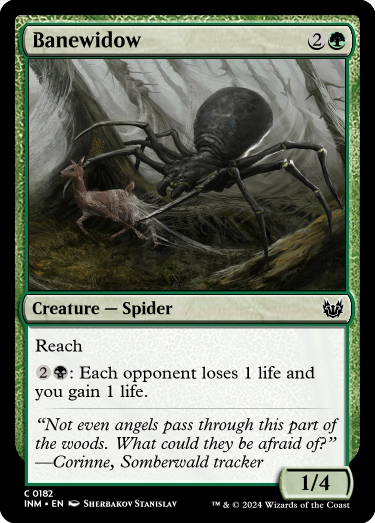 Banewidow 2
Creature — Spider
Reach
2: Each opponent loses 1 life and
you gain 1 life.
“Not even angels pass through this part of
the woods. What could they be afraid of?”
—Corinne, Somberwald tracker
1/4
C 0182
INM • EN SHERBAKOV STANISLAV
™ & © 2024 Wizards of the Coast